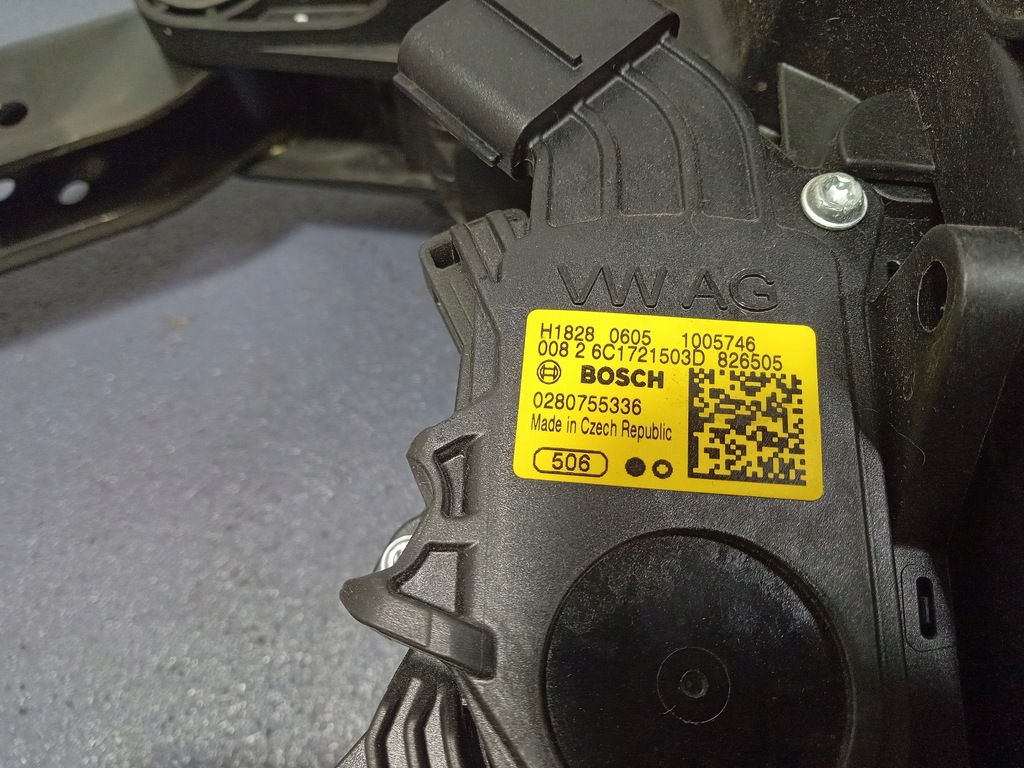 VW AG
H1828 0605 1005746
008 2 6C1721503D 826505
BOSCH
0280755336
Made in Czech Republic
506